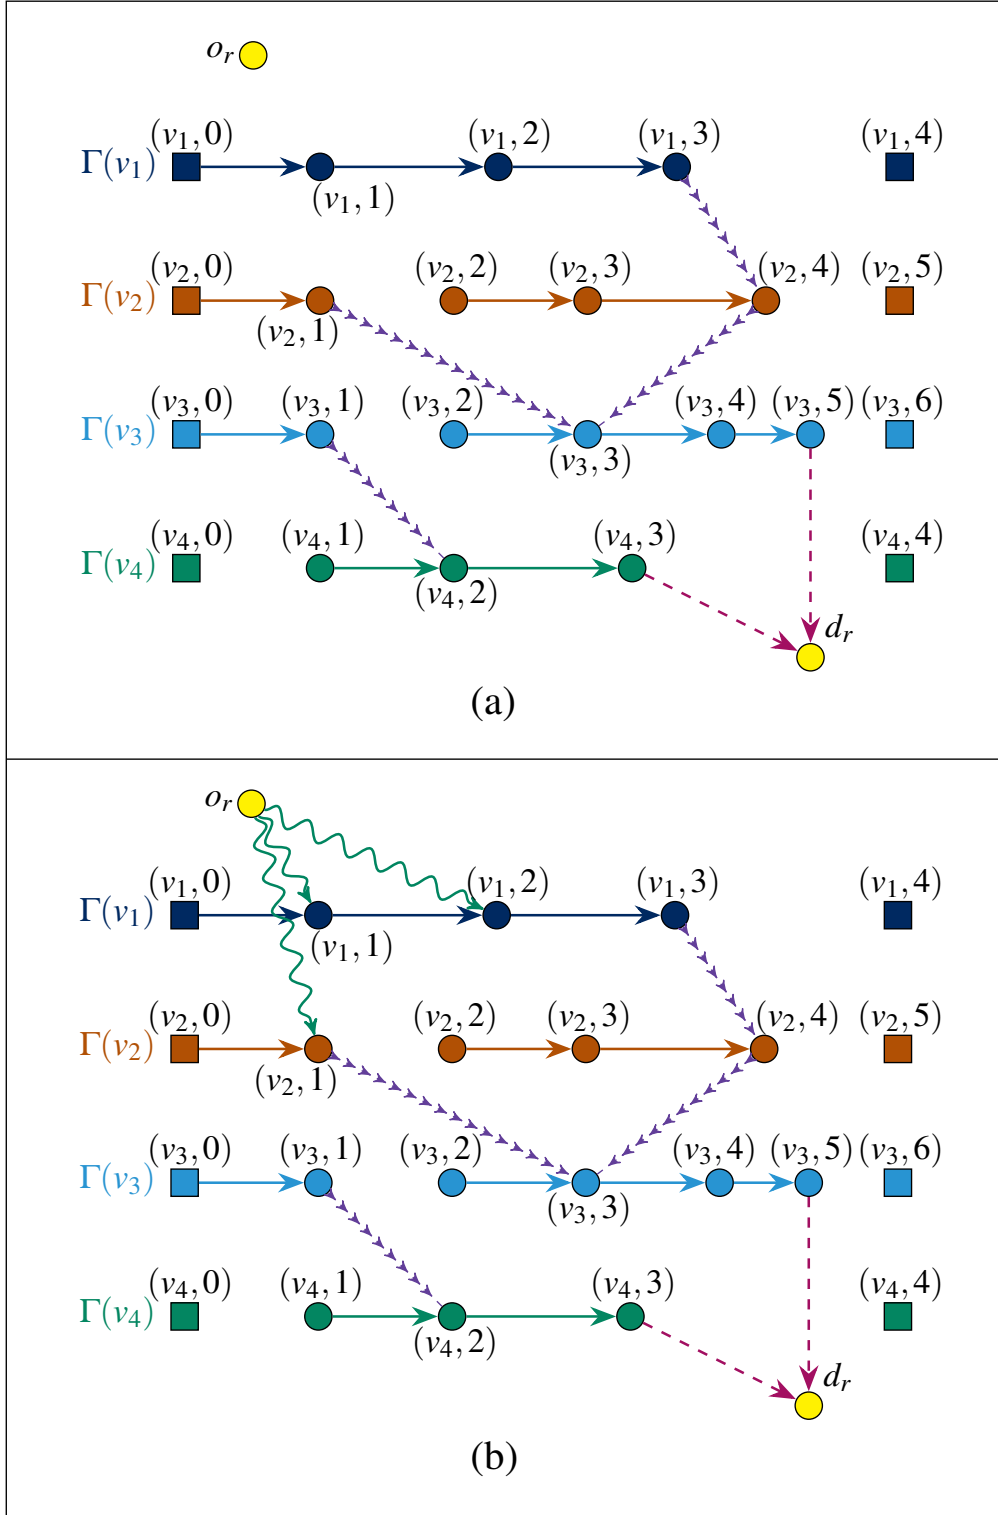 o_r
(v_1, 0) (v_1, 2) (v_1, 3) (v_1, 4)
Γ(v_1)
(v_1, 1)
(v_2, 0) (v_2, 2) (v_2, 3) (v_2, 4) (v_2, 5)
Γ(v_2)
(v_2, 1)
(v_3, 0) (v_3, 1) (v_3, 2) (v_3, 4) (v_3, 5) (v_3, 6)
Γ(v_3)
(v_3, 3)
(v_4, 0) (v_4, 1) (v_4, 3) (v_4, 4)
Γ(v_4)
(v_4, 2)
d_r
(a)
o_r
(v_1, 0) (v_1, 2) (v_1, 3) (v_1, 4)
Γ(v_1)
(v_1, 1)
(v_2, 0) (v_2, 2) (v_2, 3) (v_2, 4) (v_2, 5)
Γ(v_2)
(v_2, 1)
(v_3, 0) (v_3, 1) (v_3, 2) (v_3, 4) (v_3, 5) (v_3, 6)
Γ(v_3)
(v_3, 3)
(v_4, 0) (v_4, 1) (v_4, 3) (v_4, 4)
Γ(v_4)
(v_4, 2)
d_r
(b)